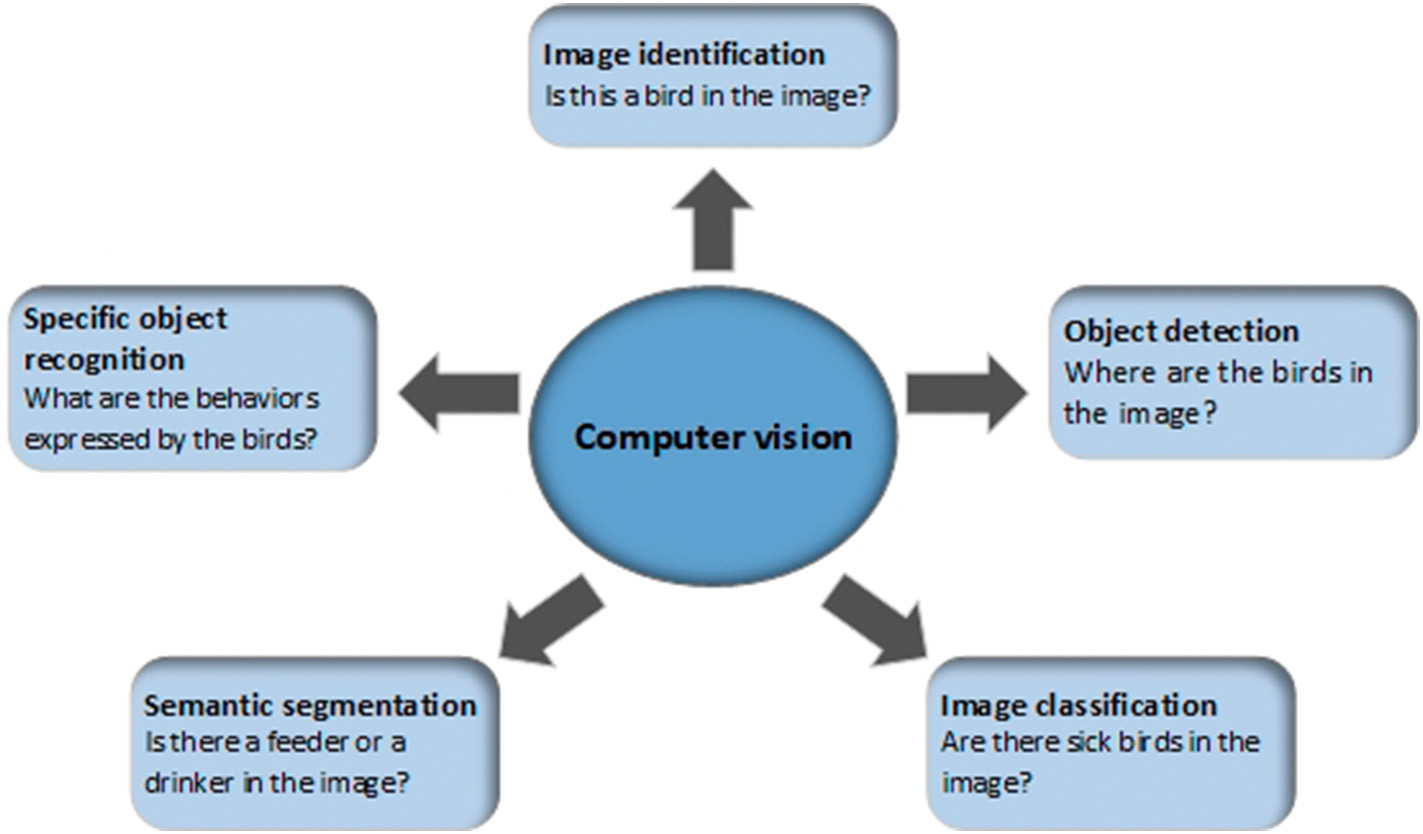 Image identification
Is this a bird in the image?
Specific object
recognition
What are the behaviors
expressed by the birds?
Object detection
Where are the birds in
the image?
Computer vision
Semantic segmentation
Is there a feeder or a
drinker in the image?
Image classification
Are there sick birds in the
image?